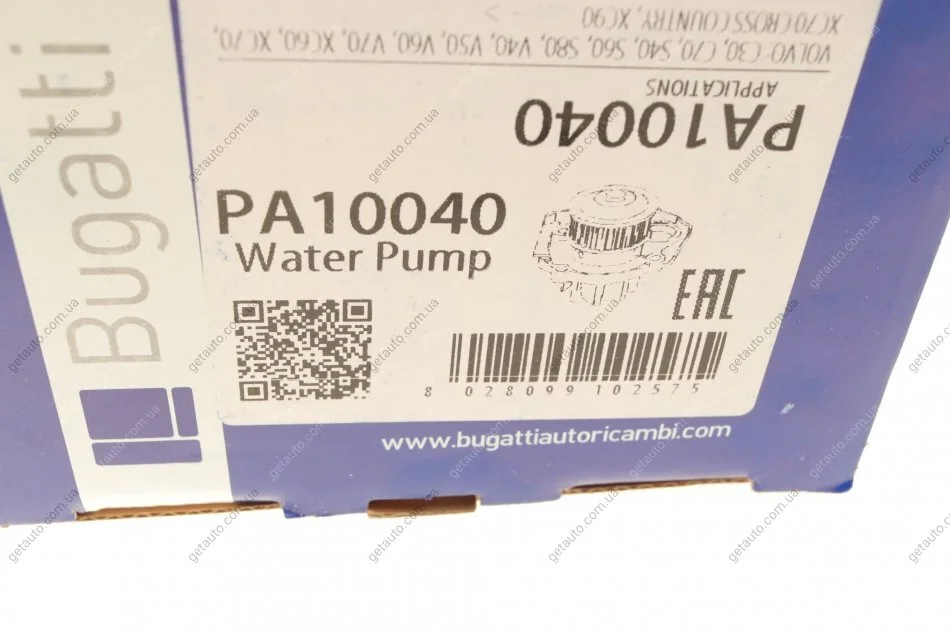 XC70 CROSS COUNTRY, XC90
VOLVO-C30, C70, S40, S60, S80, V40, V50, V60, V70, XC60, XC70,
APPLICATIONS
PA10040
PA10040
Water Pump
EAC
8 028099 102575
www.bugattiautoricambi.com
Bugatti
getauto.com.ua